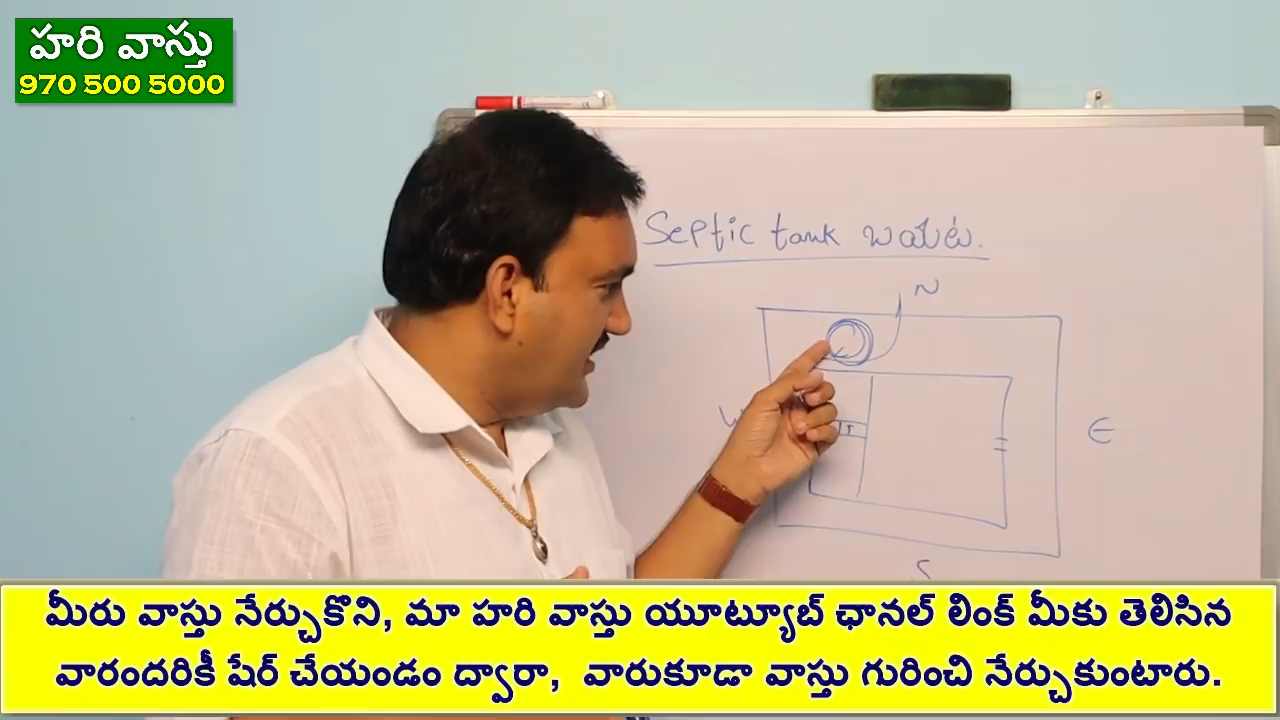 హరి వాస్తు
970 500 5000
Septic tank బయట.
N
W
E
T
S
మీరు వాస్తు నేర్చుకొని, మా హరి వాస్తు యూట్యూబ్ ఛానల్ లింక్ మీకు తెలిసిన
వారందరికీ షేర్ చేయండం ద్వారా, వారుకూడా వాస్తు గురించి నేర్చుకుంటారు.